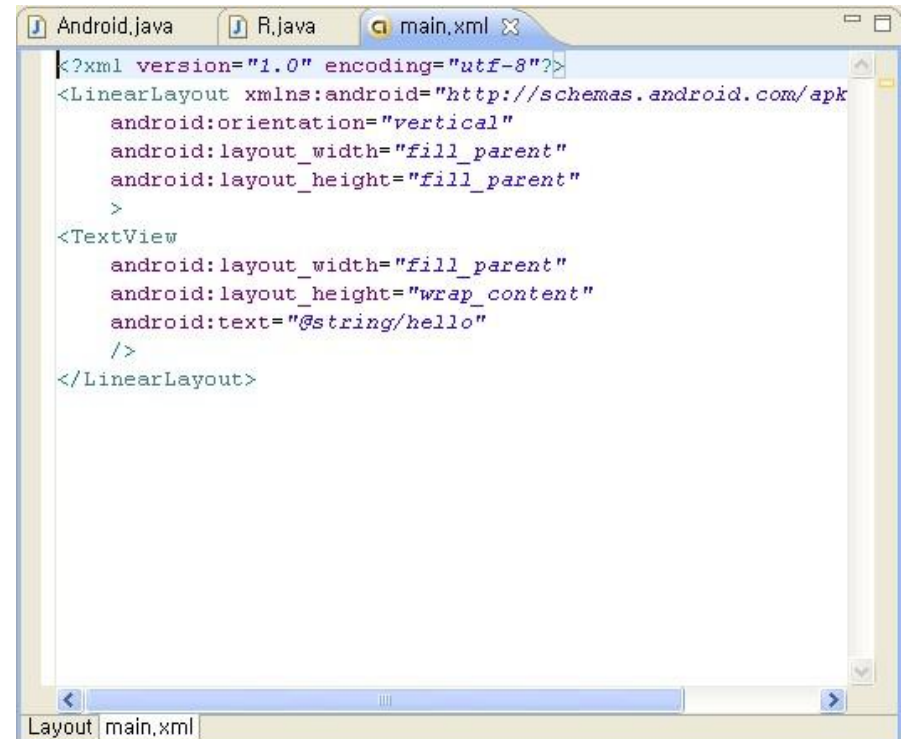 Android.java R.java main.xml
<?xml version="1.0" encoding="utf-8"?>
<LinearLayout xmlns:android="http://schemas.android.com/apk
    android:orientation="vertical"
    android:layout_width="fill_parent"
    android:layout_height="fill_parent"
    >
<TextView
    android:layout_width="fill_parent"
    android:layout_height="wrap_content"
    android:text="@string/hello"
    />
</LinearLayout>
Layout main.xml